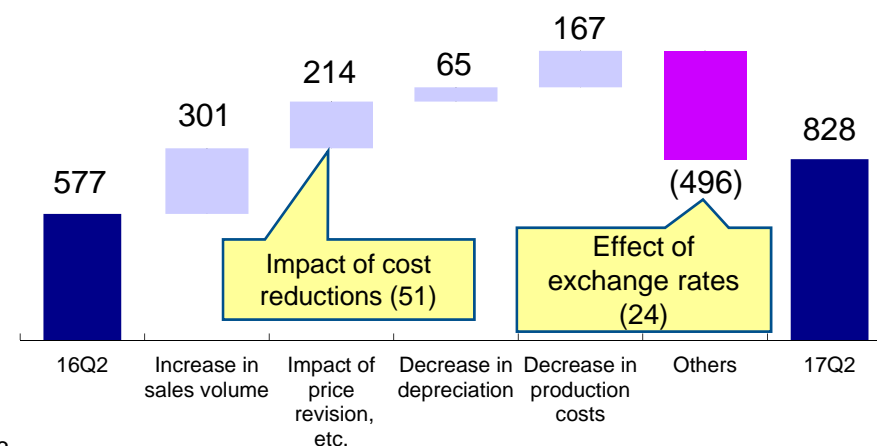 167
214
65
301
828
577
(496)
Impact of cost
reductions (51)
Effect of
exchange rates
(24)
16Q2
Increase in
sales volume
Impact of
price
revision,
etc.
Decrease in
depreciation
Decrease in
production
costs
Others
17Q2